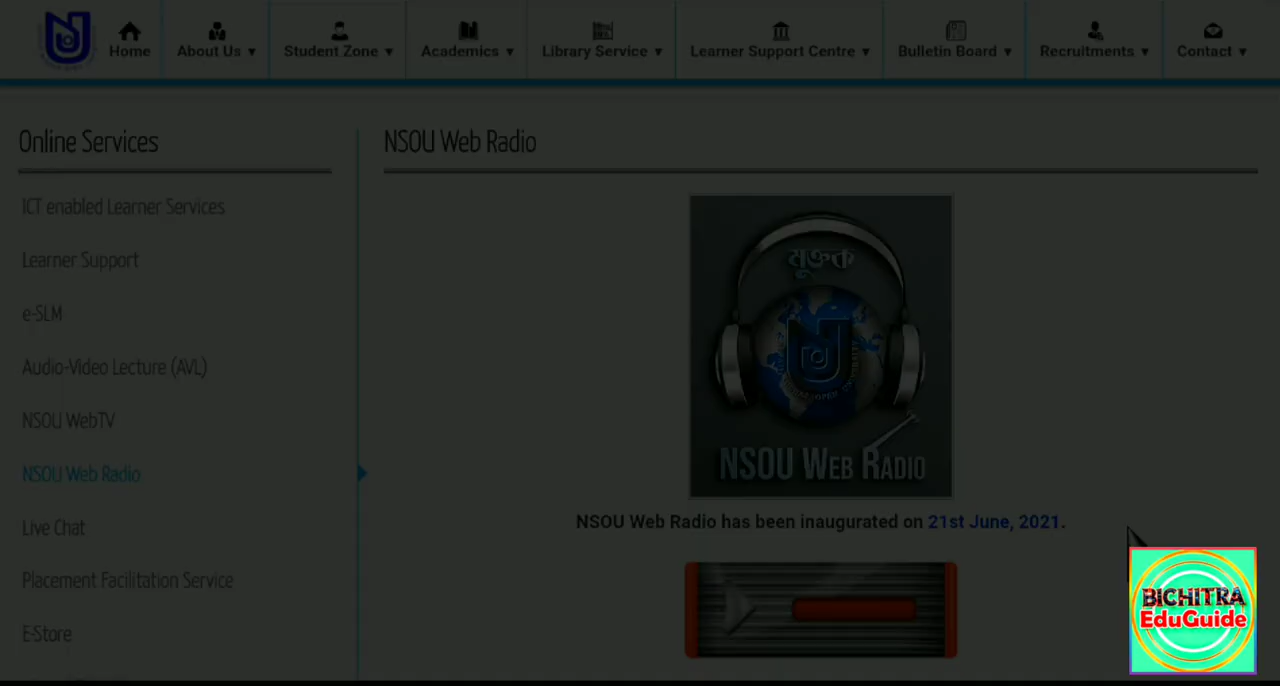 Home
About Us
Student Zone
Academics
Library Service
Learner Support Centre
Bulletin Board
Recruitments
Contact
Online Services
ICT enabled Learner Services
Learner Support
e-SLM
Audio-Video Lecture (AVL)
NSOU WebTV
NSOU Web Radio
Live Chat
Placement Facilitation Service
E-Store
NSOU Web Radio
মুক্তক
NSOU WEB RADIO
NSOU Web Radio has been inaugurated on 21st June, 2021.
BICHITRA
EduGuide